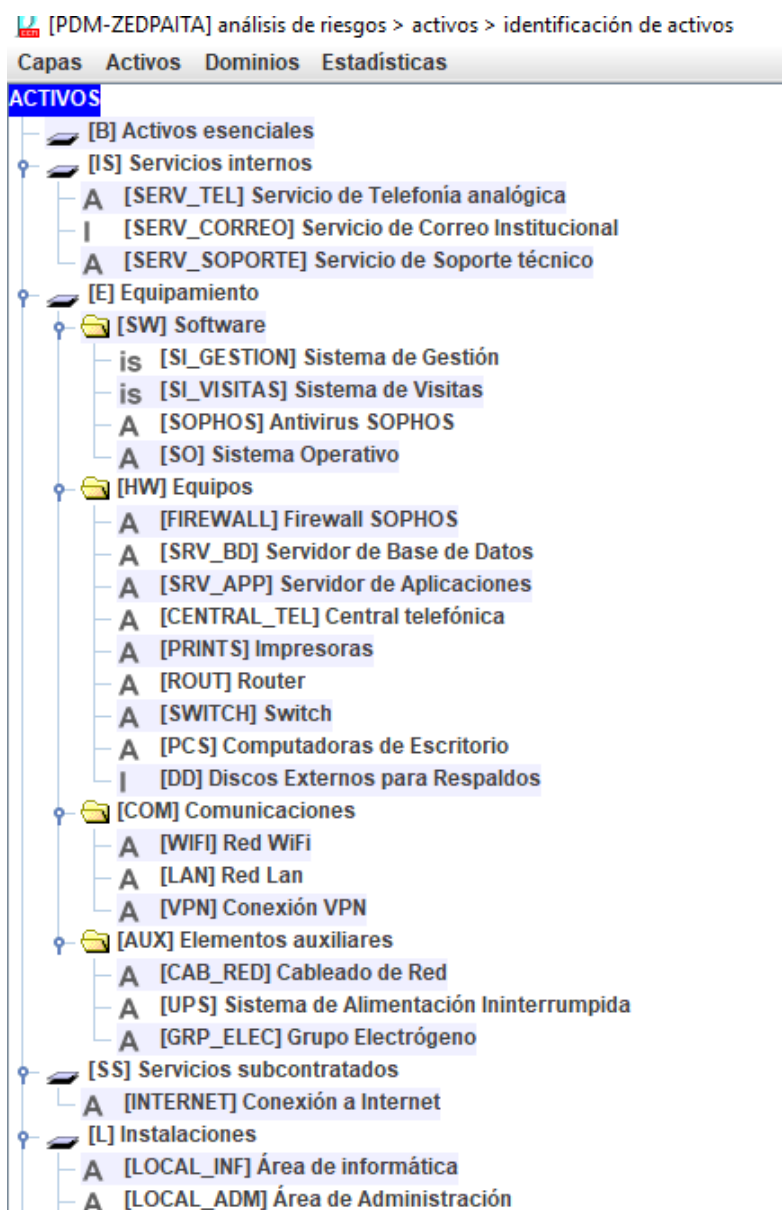 [PDM-ZEDPAITA] análisis de riesgos > activos > identificación de activos
Capas Activos Dominios Estadísticas
ACTIVOS
[B] Activos esenciales
[IS] Servicios internos
A [SERV_TEL] Servicio de Telefonía analógica
I [SERV_CORREO] Servicio de Correo Institucional
A [SERV_SOPORTE] Servicio de Soporte técnico
[E] Equipamiento
[SW] Software
is [SI_GESTION] Sistema de Gestión
is [SI_VISITAS] Sistema de Visitas
A [SOPHOS] Antivirus SOPHOS
A [SO] Sistema Operativo
[HW] Equipos
A [FIREWALL] Firewall SOPHOS
A [SRV_BD] Servidor de Base de Datos
A [SRV_APP] Servidor de Aplicaciones
A [CENTRAL_TEL] Central telefónica
A [PRINTS] Impresoras
A [ROUT] Router
A [SWITCH] Switch
A [PCS] Computadoras de Escritorio
I [DD] Discos Externos para Respaldos
[COM] Comunicaciones
A [WIFI] Red WiFi
A [LAN] Red Lan
A [VPN] Conexión VPN
[AUX] Elementos auxiliares
A [CAB_RED] Cableado de Red
A [UPS] Sistema de Alimentación Ininterrumpida
A [GRP_ELEC] Grupo Electrógeno
[SS] Servicios subcontratados
A [INTERNET] Conexión a Internet
[L] Instalaciones
A [LOCAL_INF] Área de informática
A [LOCAL_ADM] Área de Administración